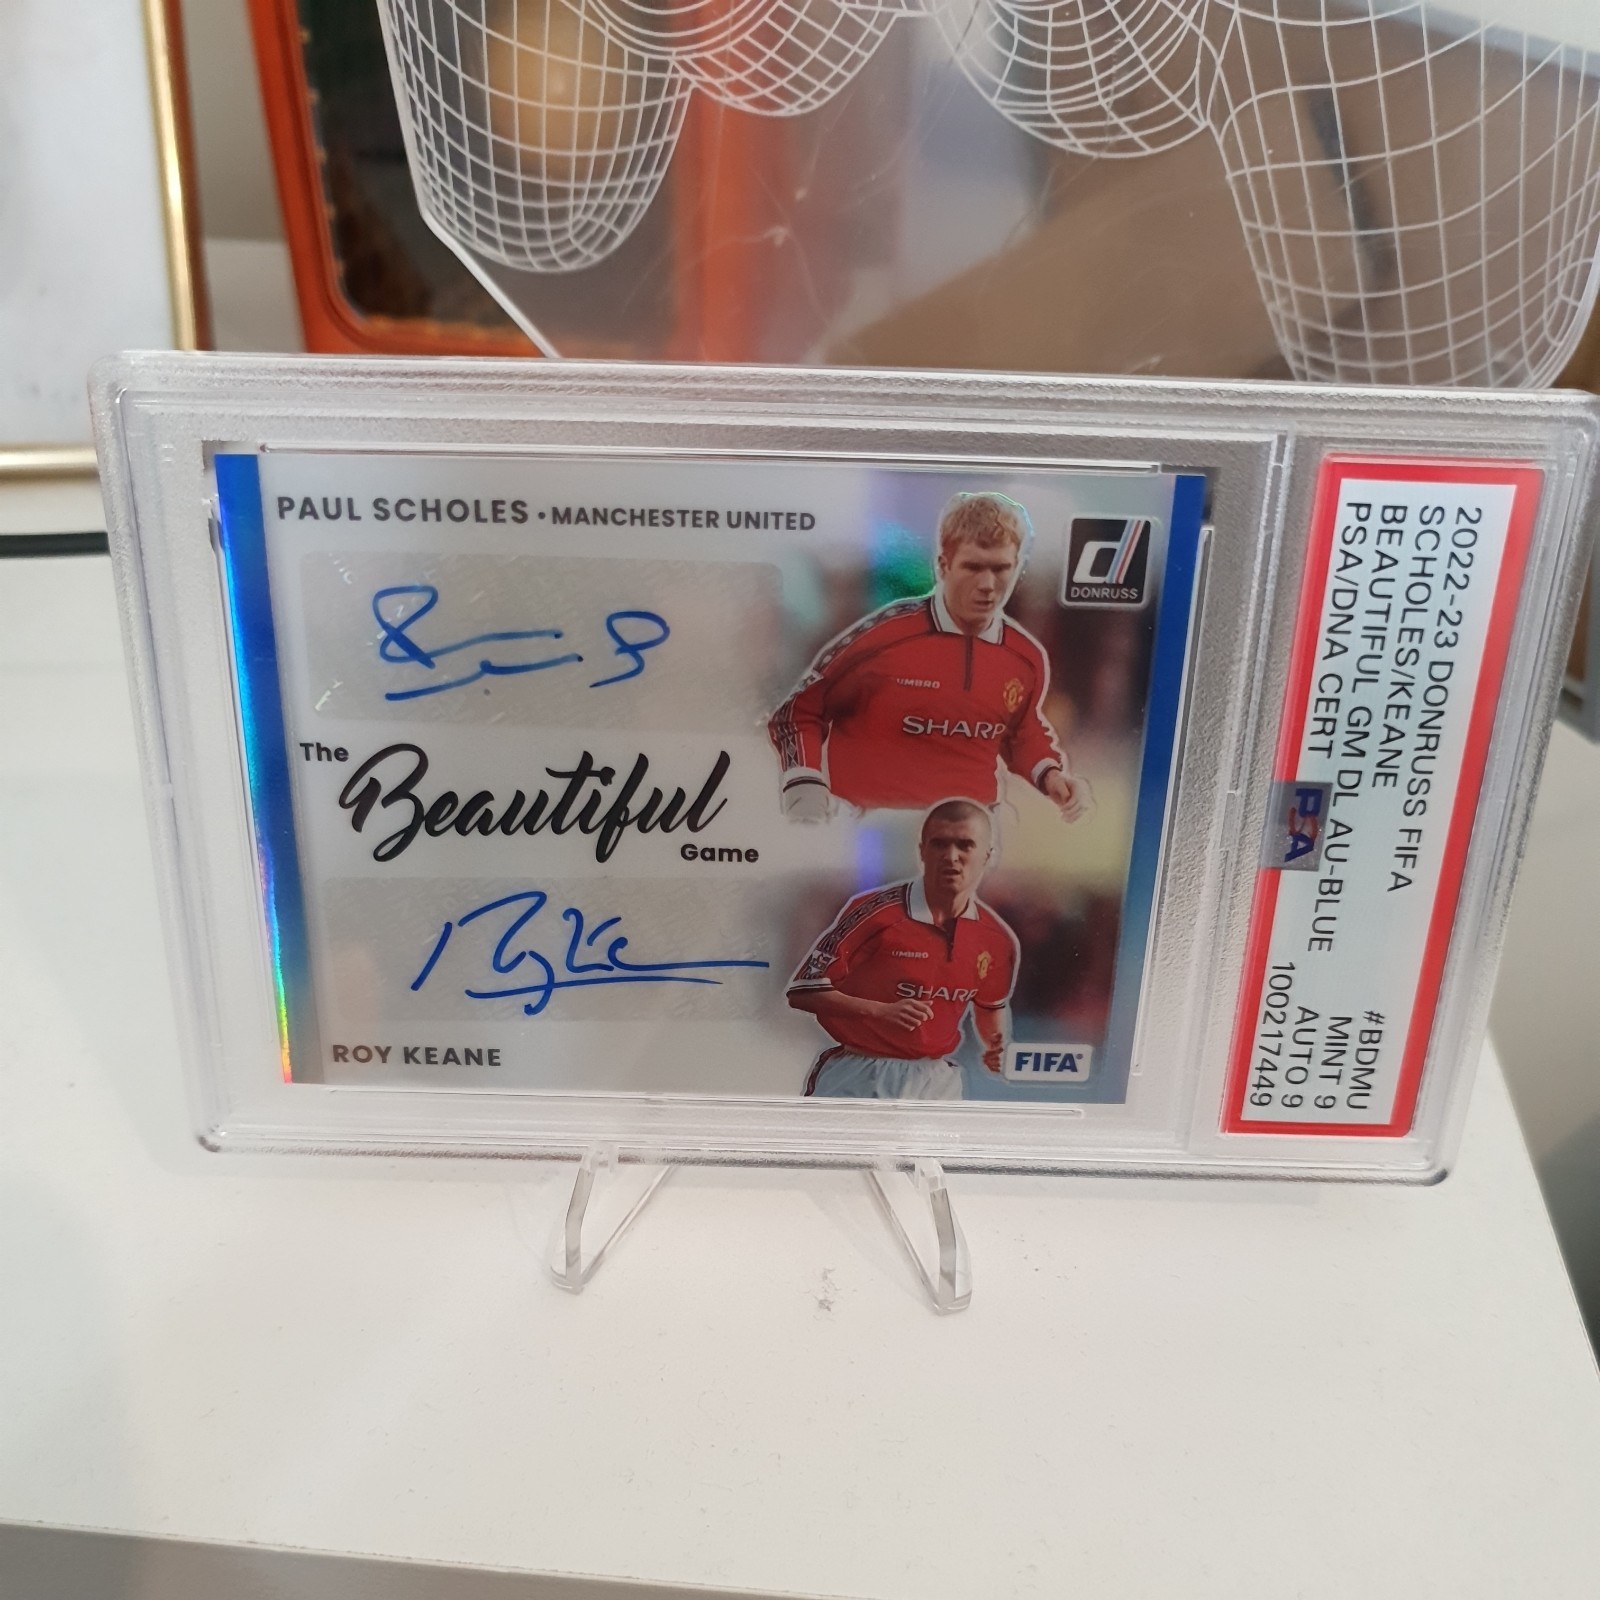 PAUL SCHOLES • MANCHESTER UNITED
DONRUSS
UMBRO
SHARP
The
Beautiful
Game
UMBRO
SHARP
ROY KEANE
FIFA
2022-23 DONRUSS FIFA
SCHOLES/KEANE
BEAUTIFUL GM DL AU-BLUE
PSA/DNA CERT
#BDMU
MINT 9
AUTO 9
100217449
PSA